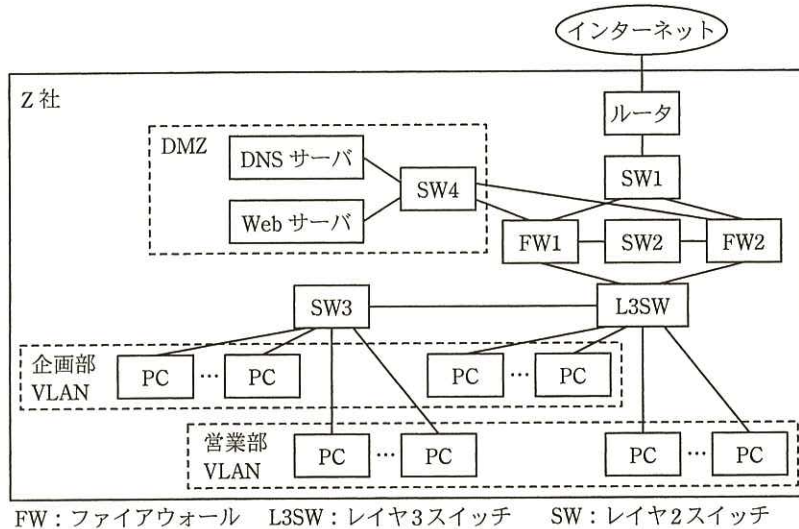 インターネット
Z社
ルータ
DMZ
DNSサーバ
SW1
SW4
Webサーバ
FW1
SW2
FW2
SW3
L3SW
企画部
VLAN
PC … PC
PC … PC
営業部
VLAN
PC … PC
PC … PC
FW：ファイアウォール L3SW：レイヤ3スイッチ SW：レイヤ2スイッチ